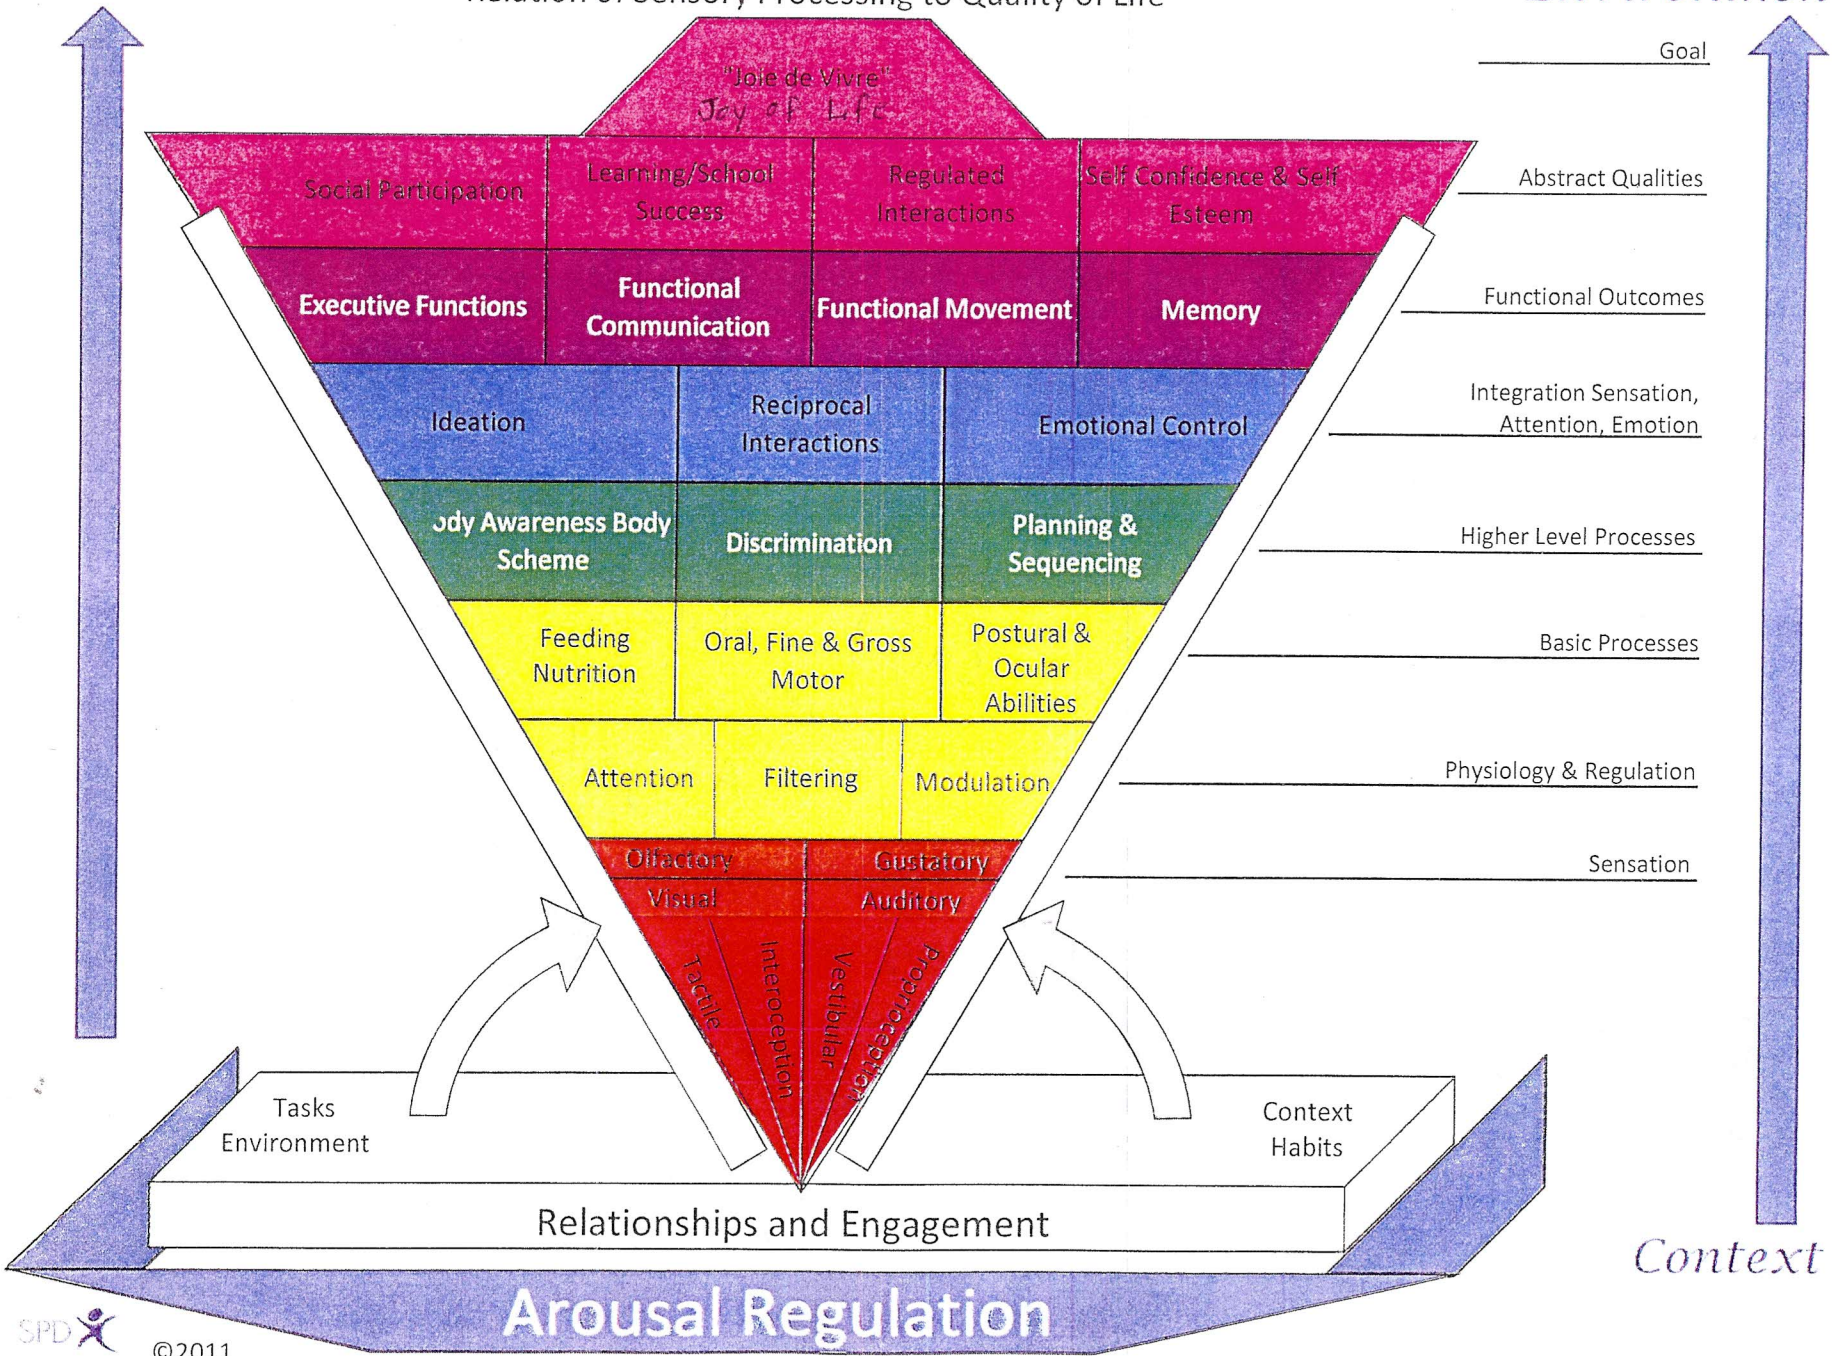 Relation of Sensory Processing to Quality of Life
Goal
"Joie de Vivre"
Joy of Life
Social Participation
Learning/School
Success
Regulated
Interactions
Self Confidence & Self
Esteem
Abstract Qualities
Executive Functions
Functional
Communication
Functional Movement
Memory
Functional Outcomes
Ideation
Reciprocal
Interactions
Emotional Control
Integration Sensation,
Attention, Emotion
ody Awareness Body
Scheme
Discrimination
Planning &
Sequencing
Higher Level Processes
Feeding
Nutrition
Oral, Fine & Gross
Motor
Postural &
Ocular
Abilities
Basic Processes
Attention
Filtering
Modulation
Physiology & Regulation
Olfactory
Gustatory
Visual
Auditory
Sensation
Tactile
Interoception
Vestibular
Proprioception
Tasks
Environment
Context
Habits
Relationships and Engagement
Context
Arousal Regulation
SPD
©2011